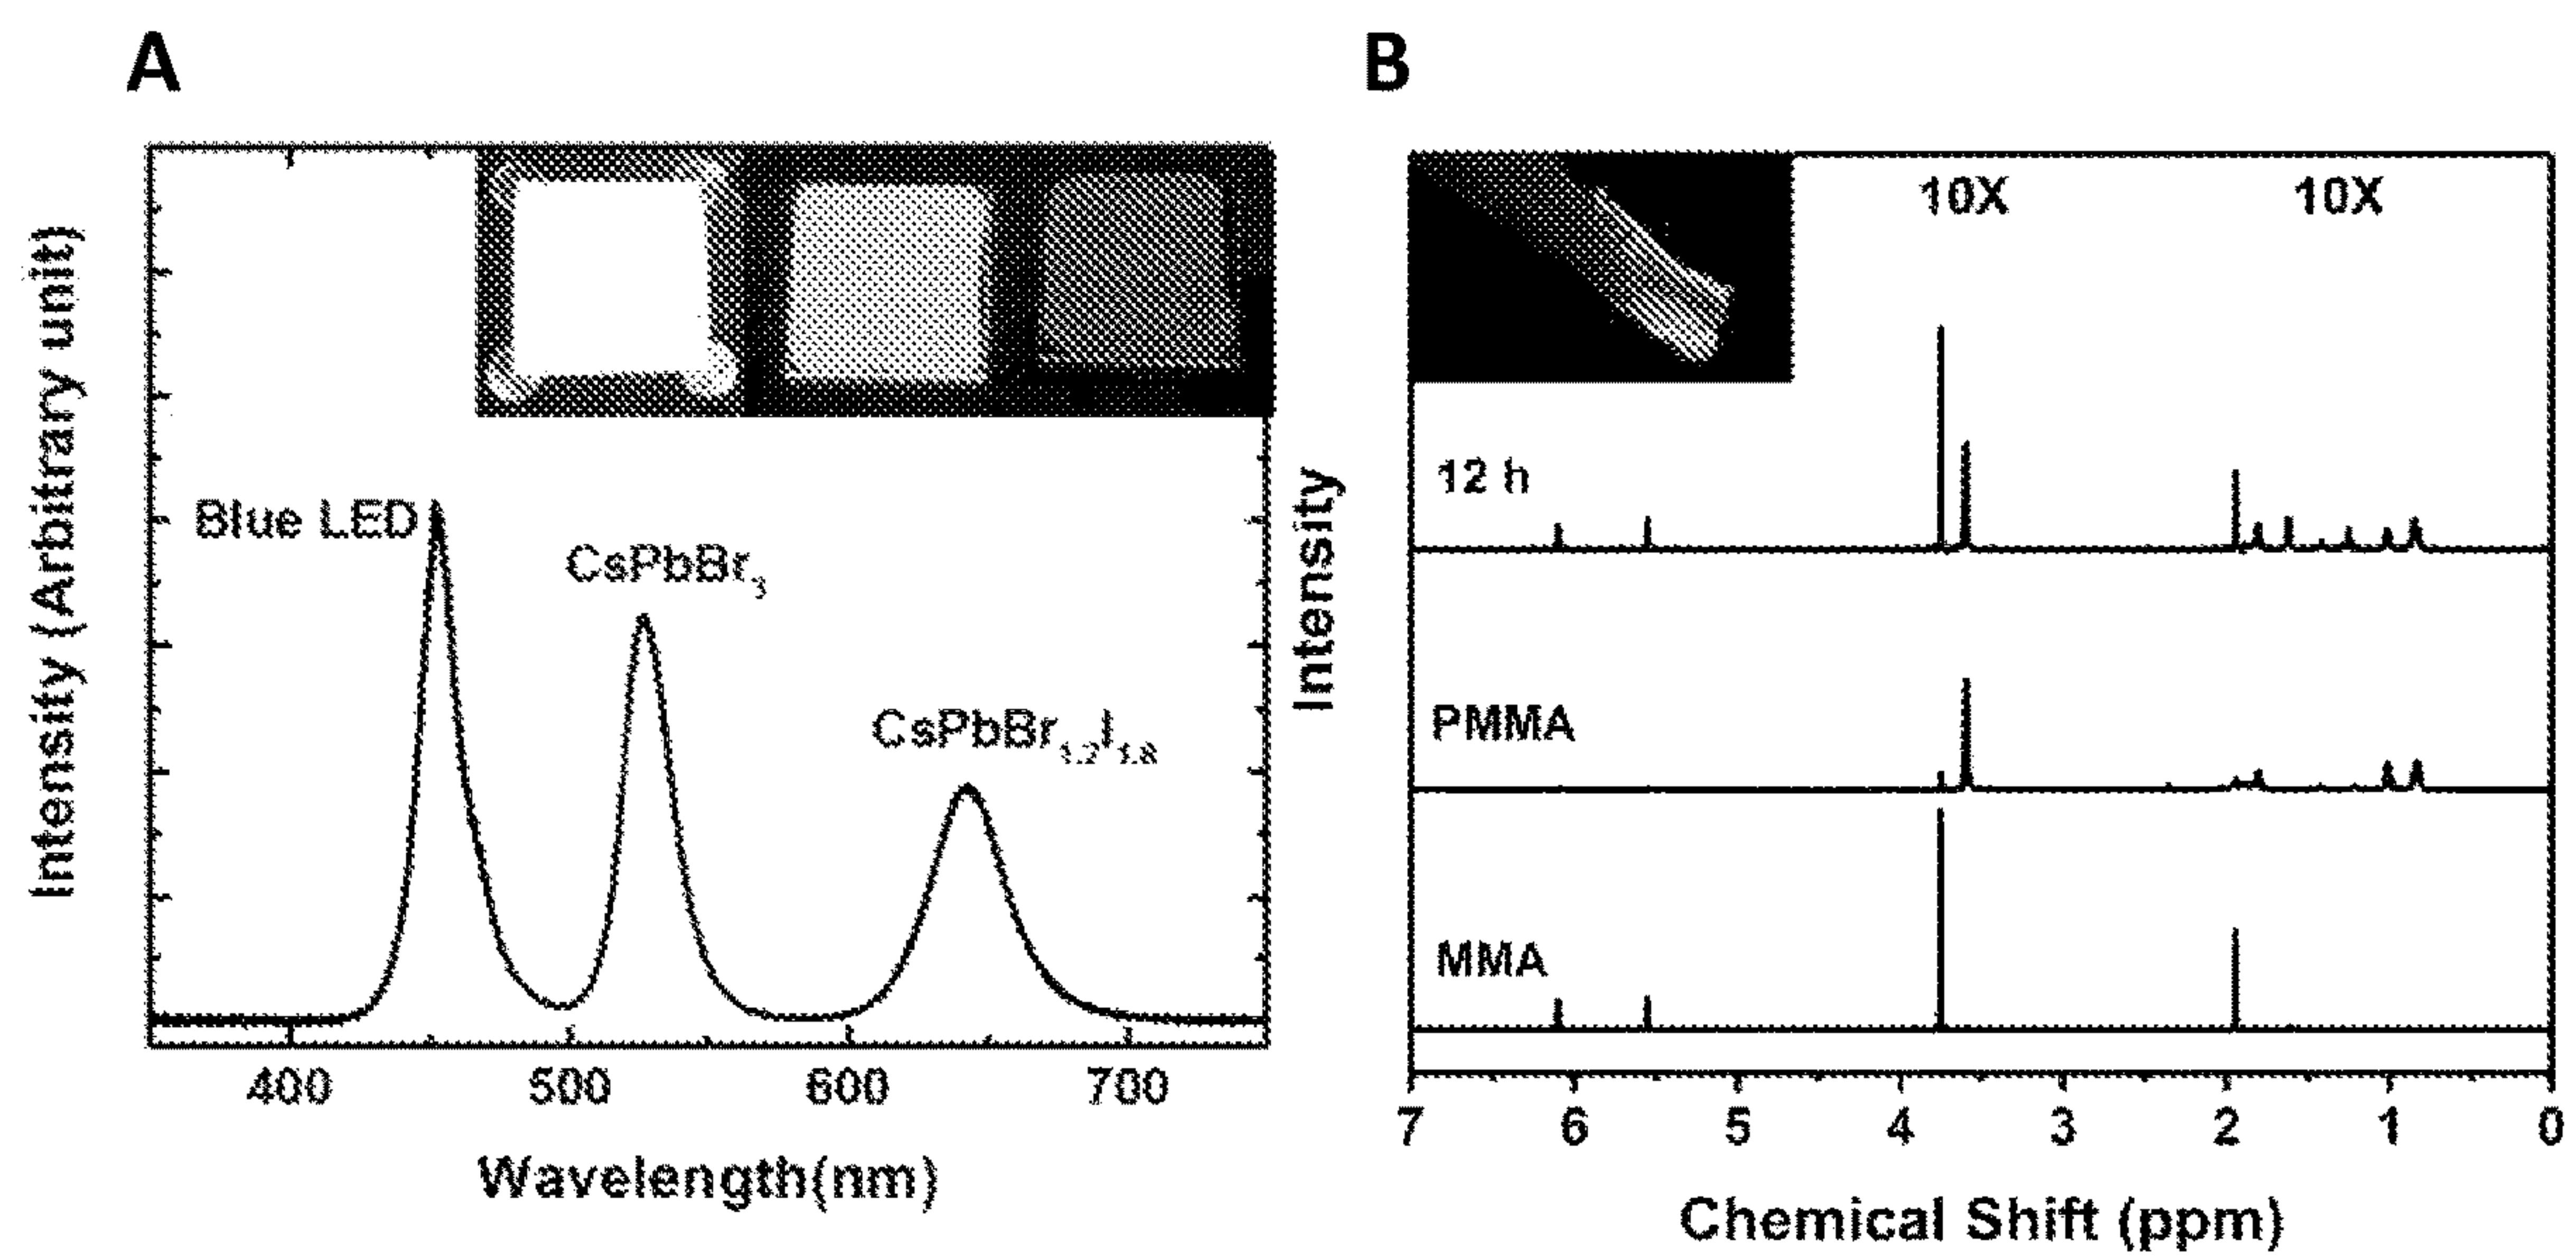 A
Intensity (Arbitrary unit)
Blue LED
CsPbBr3
CsPbBr1.2I1.8
400 500 600 700
Wavelength(nm)
B
Intensity
10X 10X
12 h
PMMA
MMA
7 6 5 4 3 2 1 0
Chemical Shift (ppm)